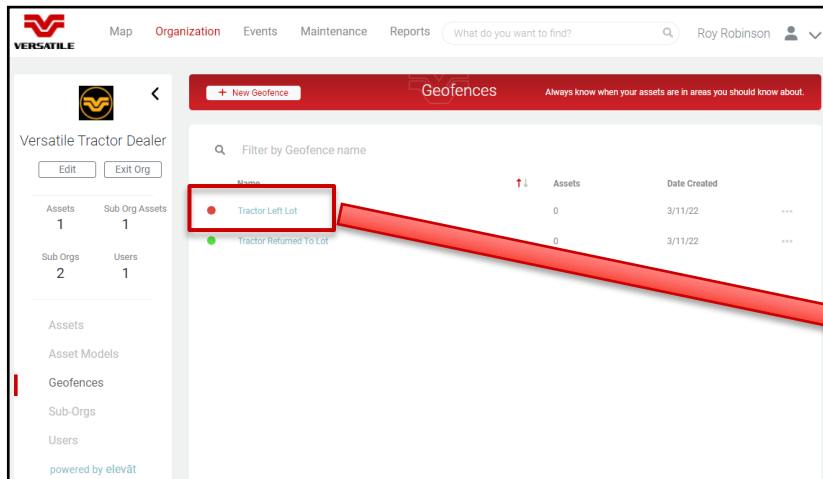 VERSATILE
Map Organization Events Maintenance Reports What do you want to find? Roy Robinson
Versatile Tractor Dealer
Edit Exit Org
Assets Sub Org Assets
1 1
Sub Orgs Users
2 1
Assets
Asset Models
Geofences
Sub-Orgs
Users
powered by elevāt
+ New Geofence Geofences Always know when your assets are in areas you should know about.
Filter by Geofence name
Name Assets Date Created
Tractor Left Lot 0 3/11/22
Tractor Returned To Lot 0 3/11/22